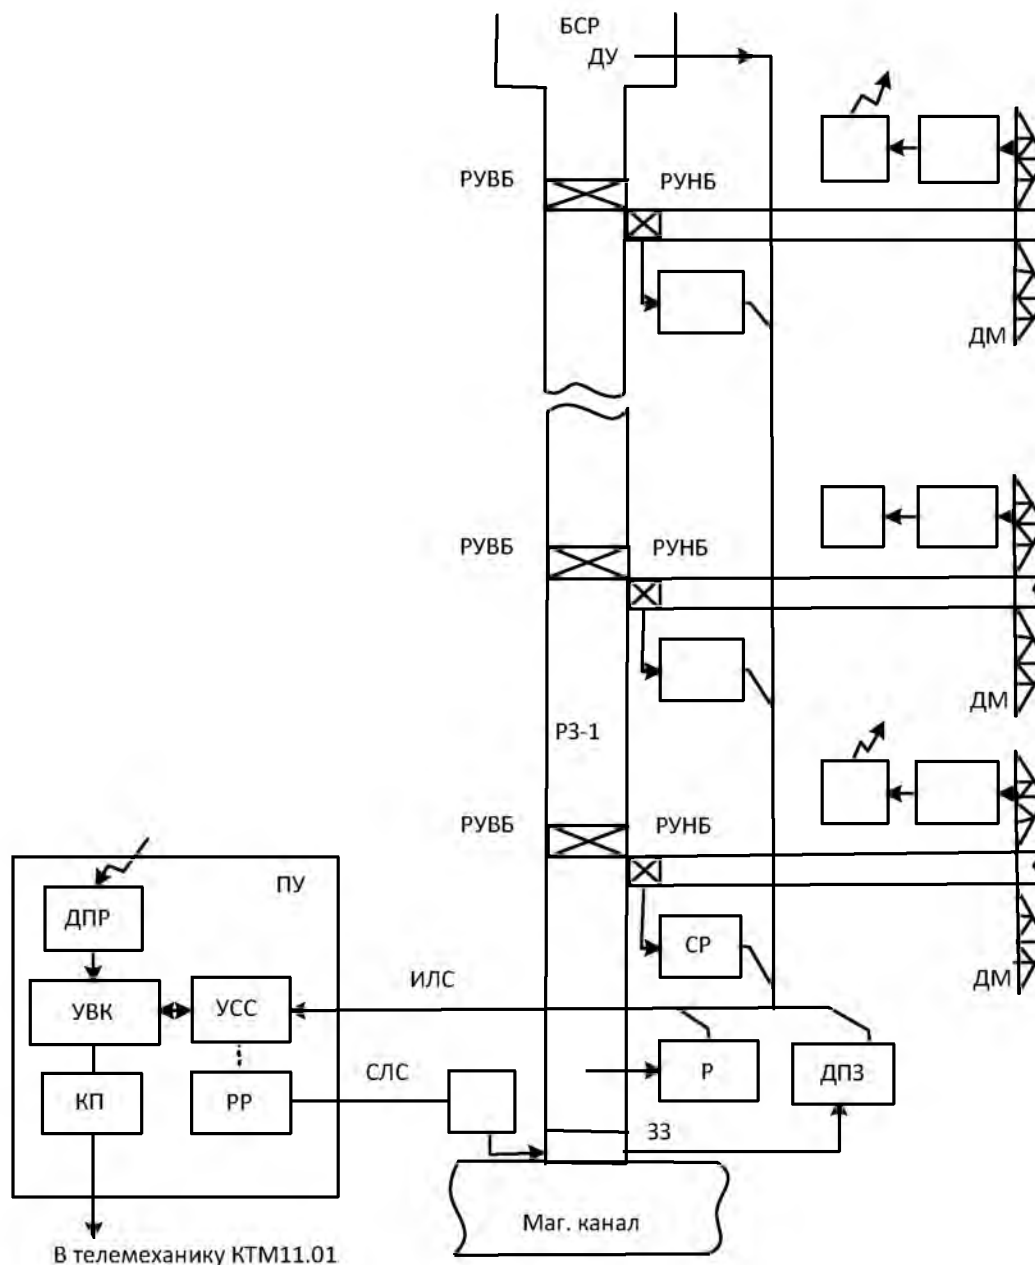 БСР
ДУ
РУВБ
РУНБ
ДМ
РУВБ
РУНБ
ДМ
РЗ-1
РУВБ
РУНБ
ПУ
ДПР
СР
ДМ
ИЛС
УВК
УСС
СЛС
Р
ДПЗ
КП
РР
ЗЗ
Маг. канал
В телемеханику КТМ11.01